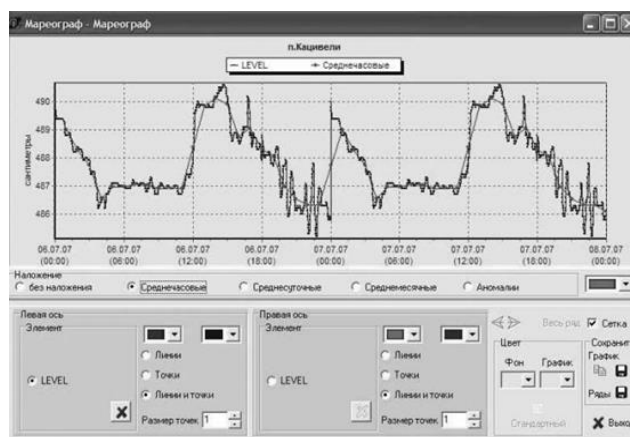 Мареограф - Мареограф
п.Кацивели
LEVEL Среднечасовые
490
489
488
487
486
сантиметры
06.07.07 06.07.07 06.07.07 06.07.07 07.07.07 07.07.07 07.07.07 07.07.07 08.07.07
(00:00) (06:00) (12:00) (18:00) (00:00) (06:00) (12:00) (18:00) (00:00)
Наложение
без наложения Среднечасовые Среднесуточные Среднемесячные Аномалии
Левая ось
Элемент
LEVEL
Линии
Точки
Линии и точки
Размер точек 1
Правая ось
Элемент
LEVEL
Линии
Точки
Линии и точки
Размер точек 1
Весь ряд Сетка
Цвет
Фон График
Стандартный
Сохранит
График
Ряды
Выхо